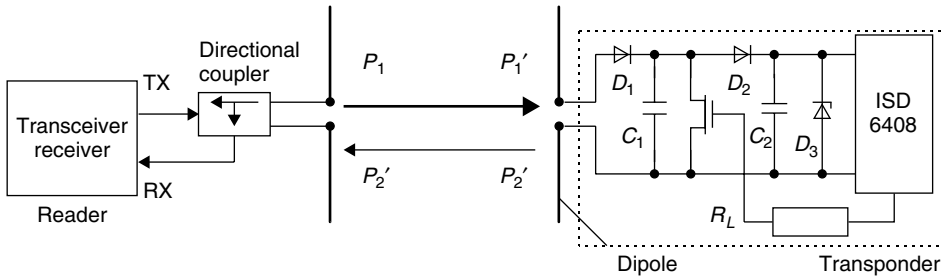 Directional
coupler
TX
Transceiver
receiver
RX
Reader
P1
P1′
P2′
P2′
D1
D2
C1
C2
D3
ISD
6408
RL
Dipole
Transponder